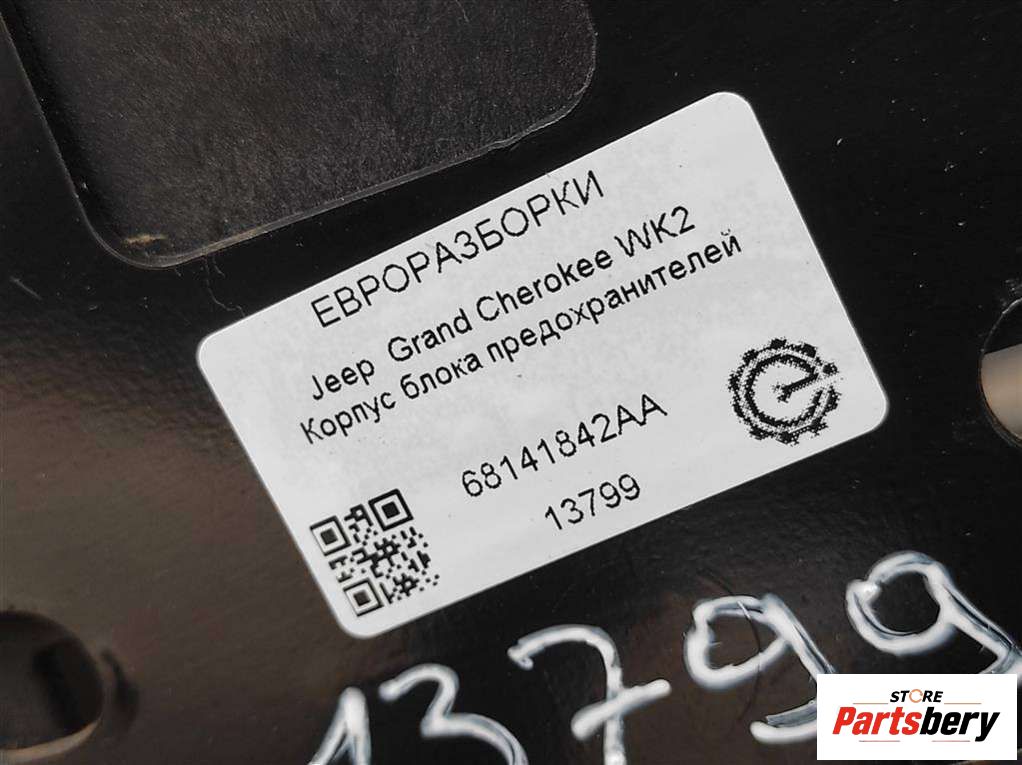 ЕВРОРАЗБОРКИ
Jeep Grand Cherokee WK2
Корпус блока предохранителей
68141842AA
13799
13799
STORE
Partsbery